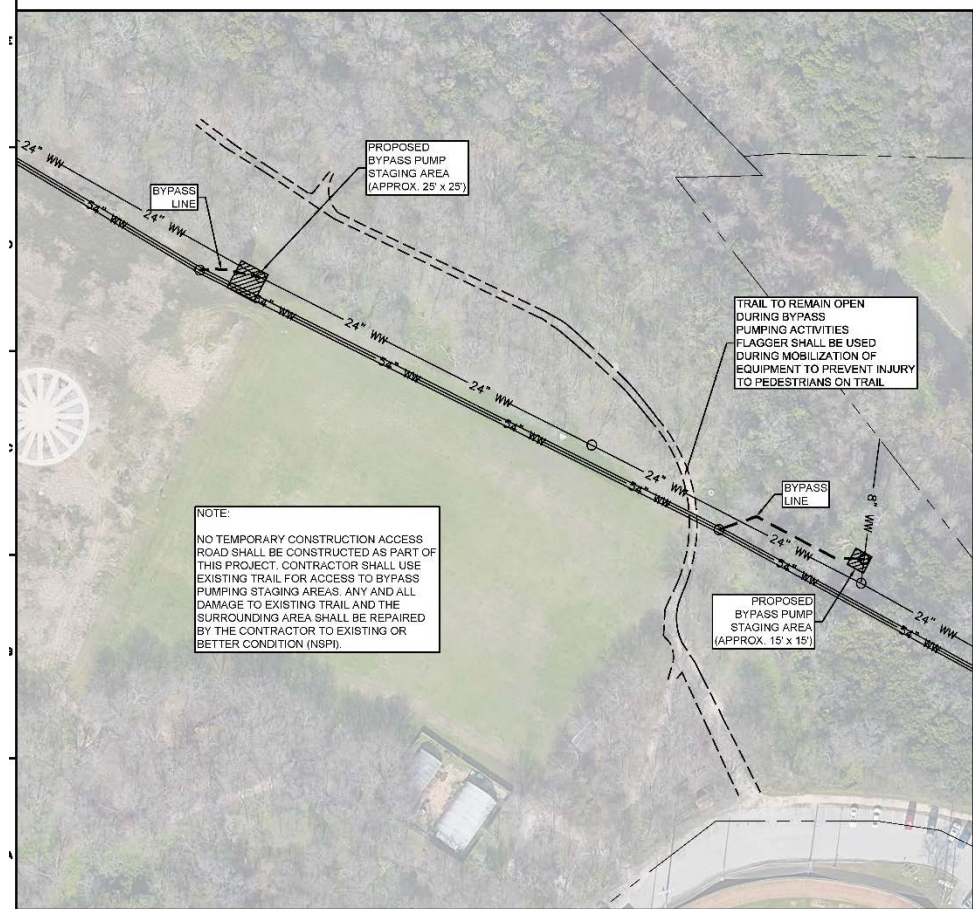 24" WW
PROPOSED
BYPASS PUMP
STAGING AREA
(APPROX. 25' x 25')
BYPASS
LINE
54" WW
24" WW
54" WW
24" WW
54" WW
24" WW
54" WW
TRAIL TO REMAIN OPEN
DURING BYPASS
PUMPING ACTIVITIES
FLAGGER SHALL BE USED
DURING MOBILIZATION OF
EQUIPMENT TO PREVENT INJURY
TO PEDESTRIANS ON TRAIL
24" WW
54" WW
BYPASS
LINE
8" WW
24" WW
54" WW
NOTE:
NO TEMPORARY CONSTRUCTION ACCESS
ROAD SHALL BE CONSTRUCTED AS PART OF
THIS PROJECT. CONTRACTOR SHALL USE
EXISTING TRAIL FOR ACCESS TO BYPASS
PUMPING STAGING AREAS. ANY AND ALL
DAMAGE TO EXISTING TRAIL AND THE
SURROUNDING AREA SHALL BE REPAIRED
BY THE CONTRACTOR TO EXISTING OR
BETTER CONDITION (NSPI).
PROPOSED
BYPASS PUMP
STAGING AREA
(APPROX. 15' x 15')
24" WW
54" WW